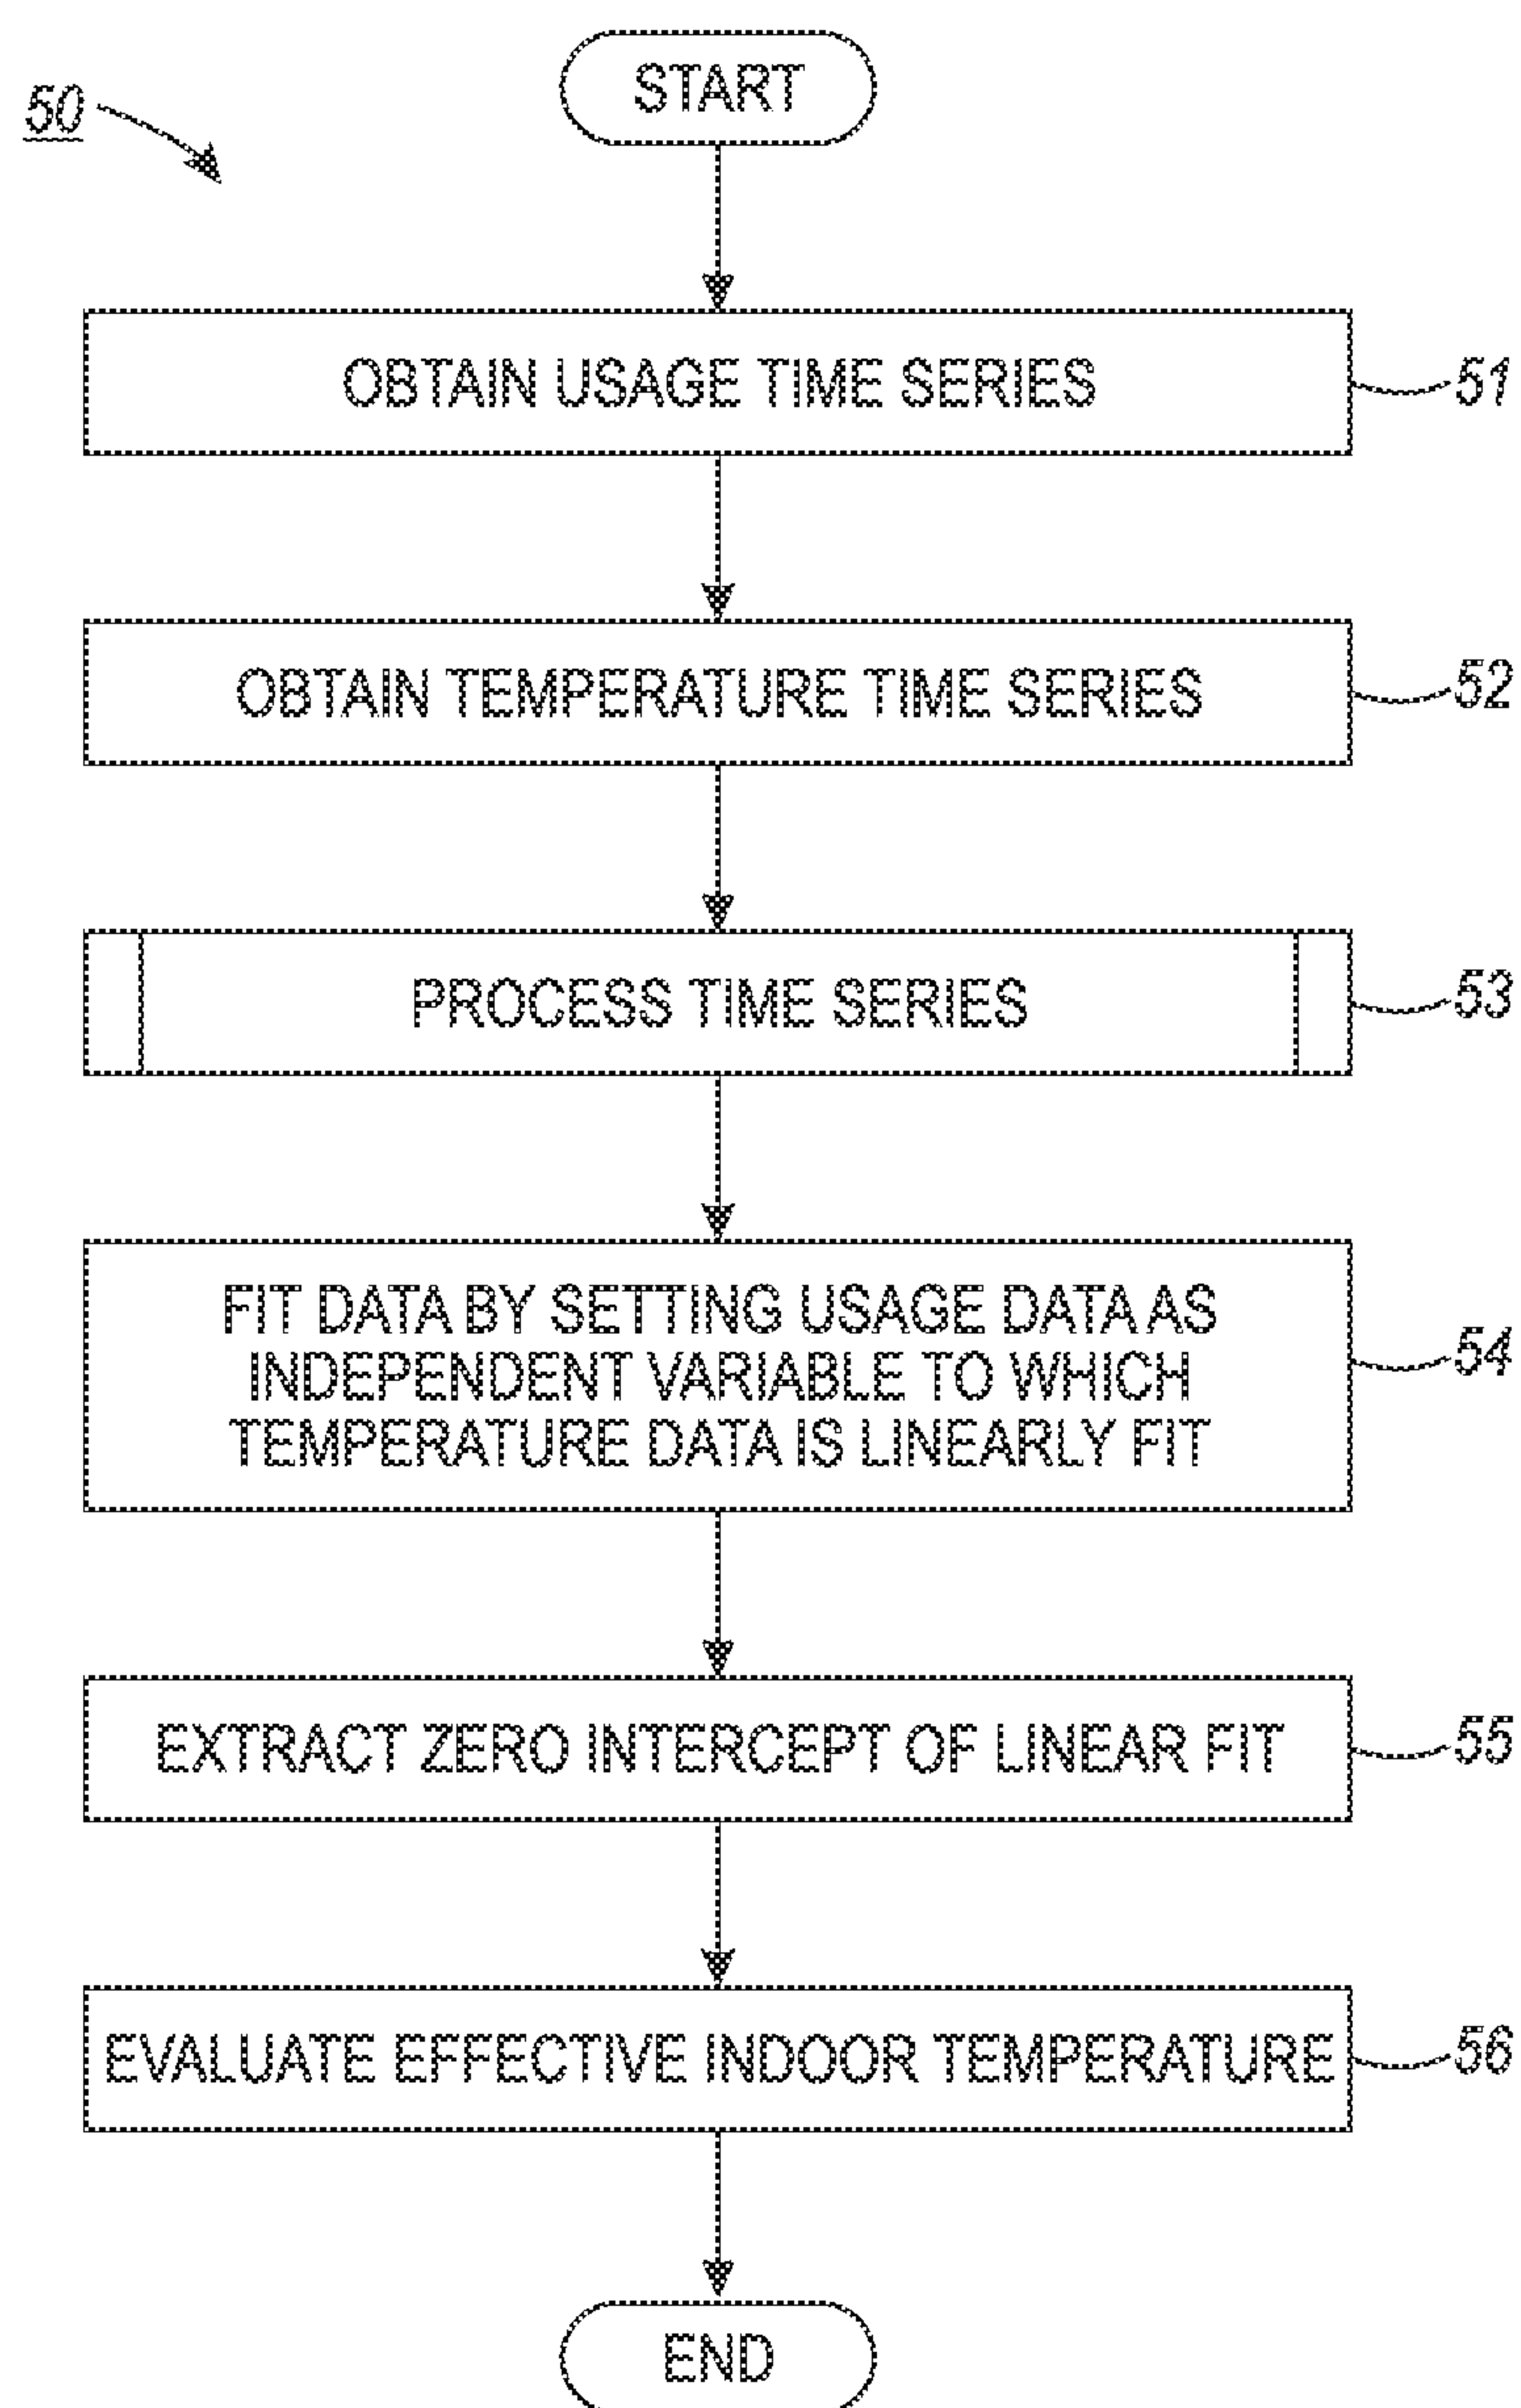 50
START
OBTAIN USAGE TIME SERIES
51
OBTAIN TEMPERATURE TIME SERIES
52
PROCESS TIME SERIES
53
FIT DATA BY SETTING USAGE DATA AS
INDEPENDENT VARIABLE TO WHICH
TEMPERATURE DATA IS LINEARLY FIT
54
EXTRACT ZERO INTERCEPT OF LINEAR FIT
55
EVALUATE EFFECTIVE INDOOR TEMPERATURE
56
END